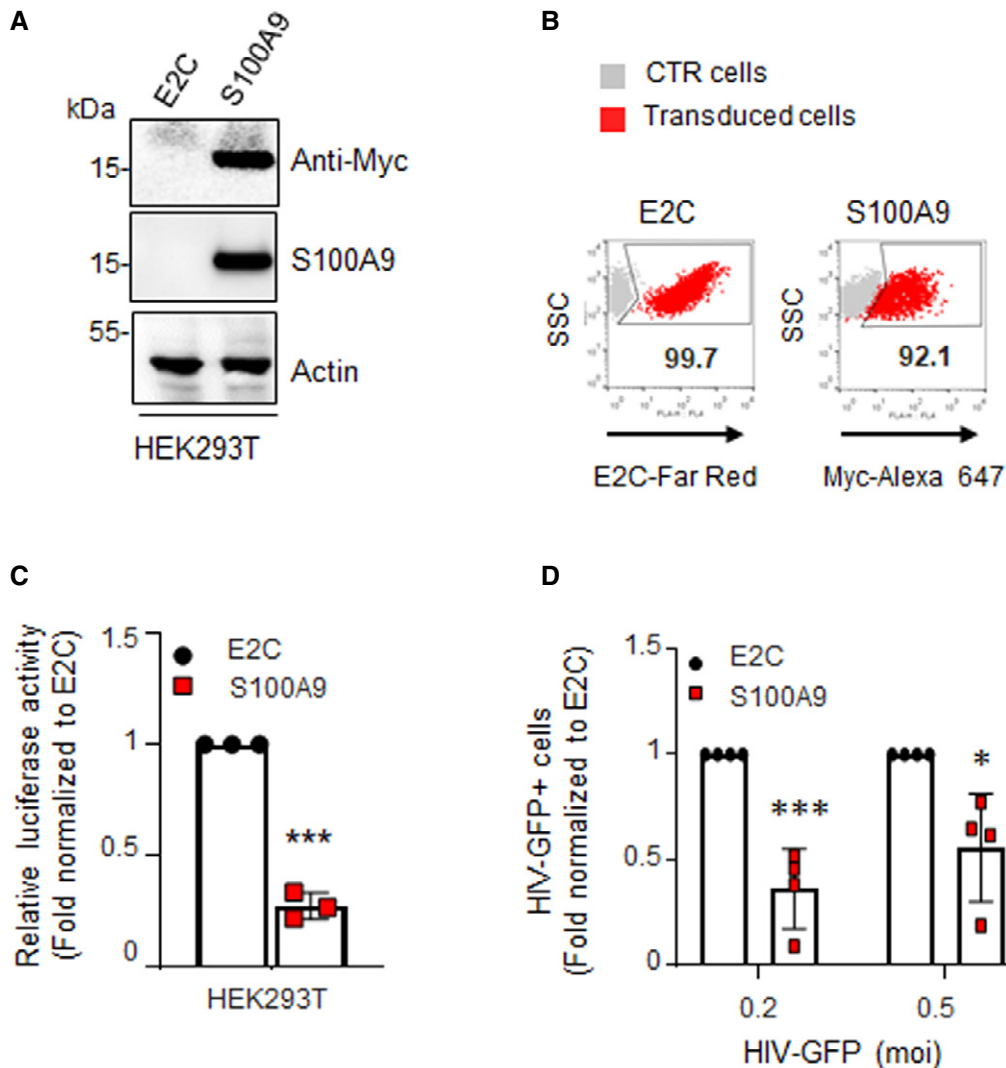 A
E2C
S100A9
kDa
15-
Anti-Myc
15-
S100A9
55-
Actin
HEK293T
B
CTR cells
Transduced cells
E2C
S100A9
SSC
99.7
SSC
92.1
E2C-Far Red
Myc-Alexa 647
C
Relative luciferase activity
(Fold normalized to E2C)
1.5
1
0.5
0
E2C
S100A9
***
HEK293T
D
HIV-GFP+ cells
(Fold normalized to E2C)
1.5
1
0.5
0
E2C
S100A9
***
*
0.2
0.5
HIV-GFP (moi)